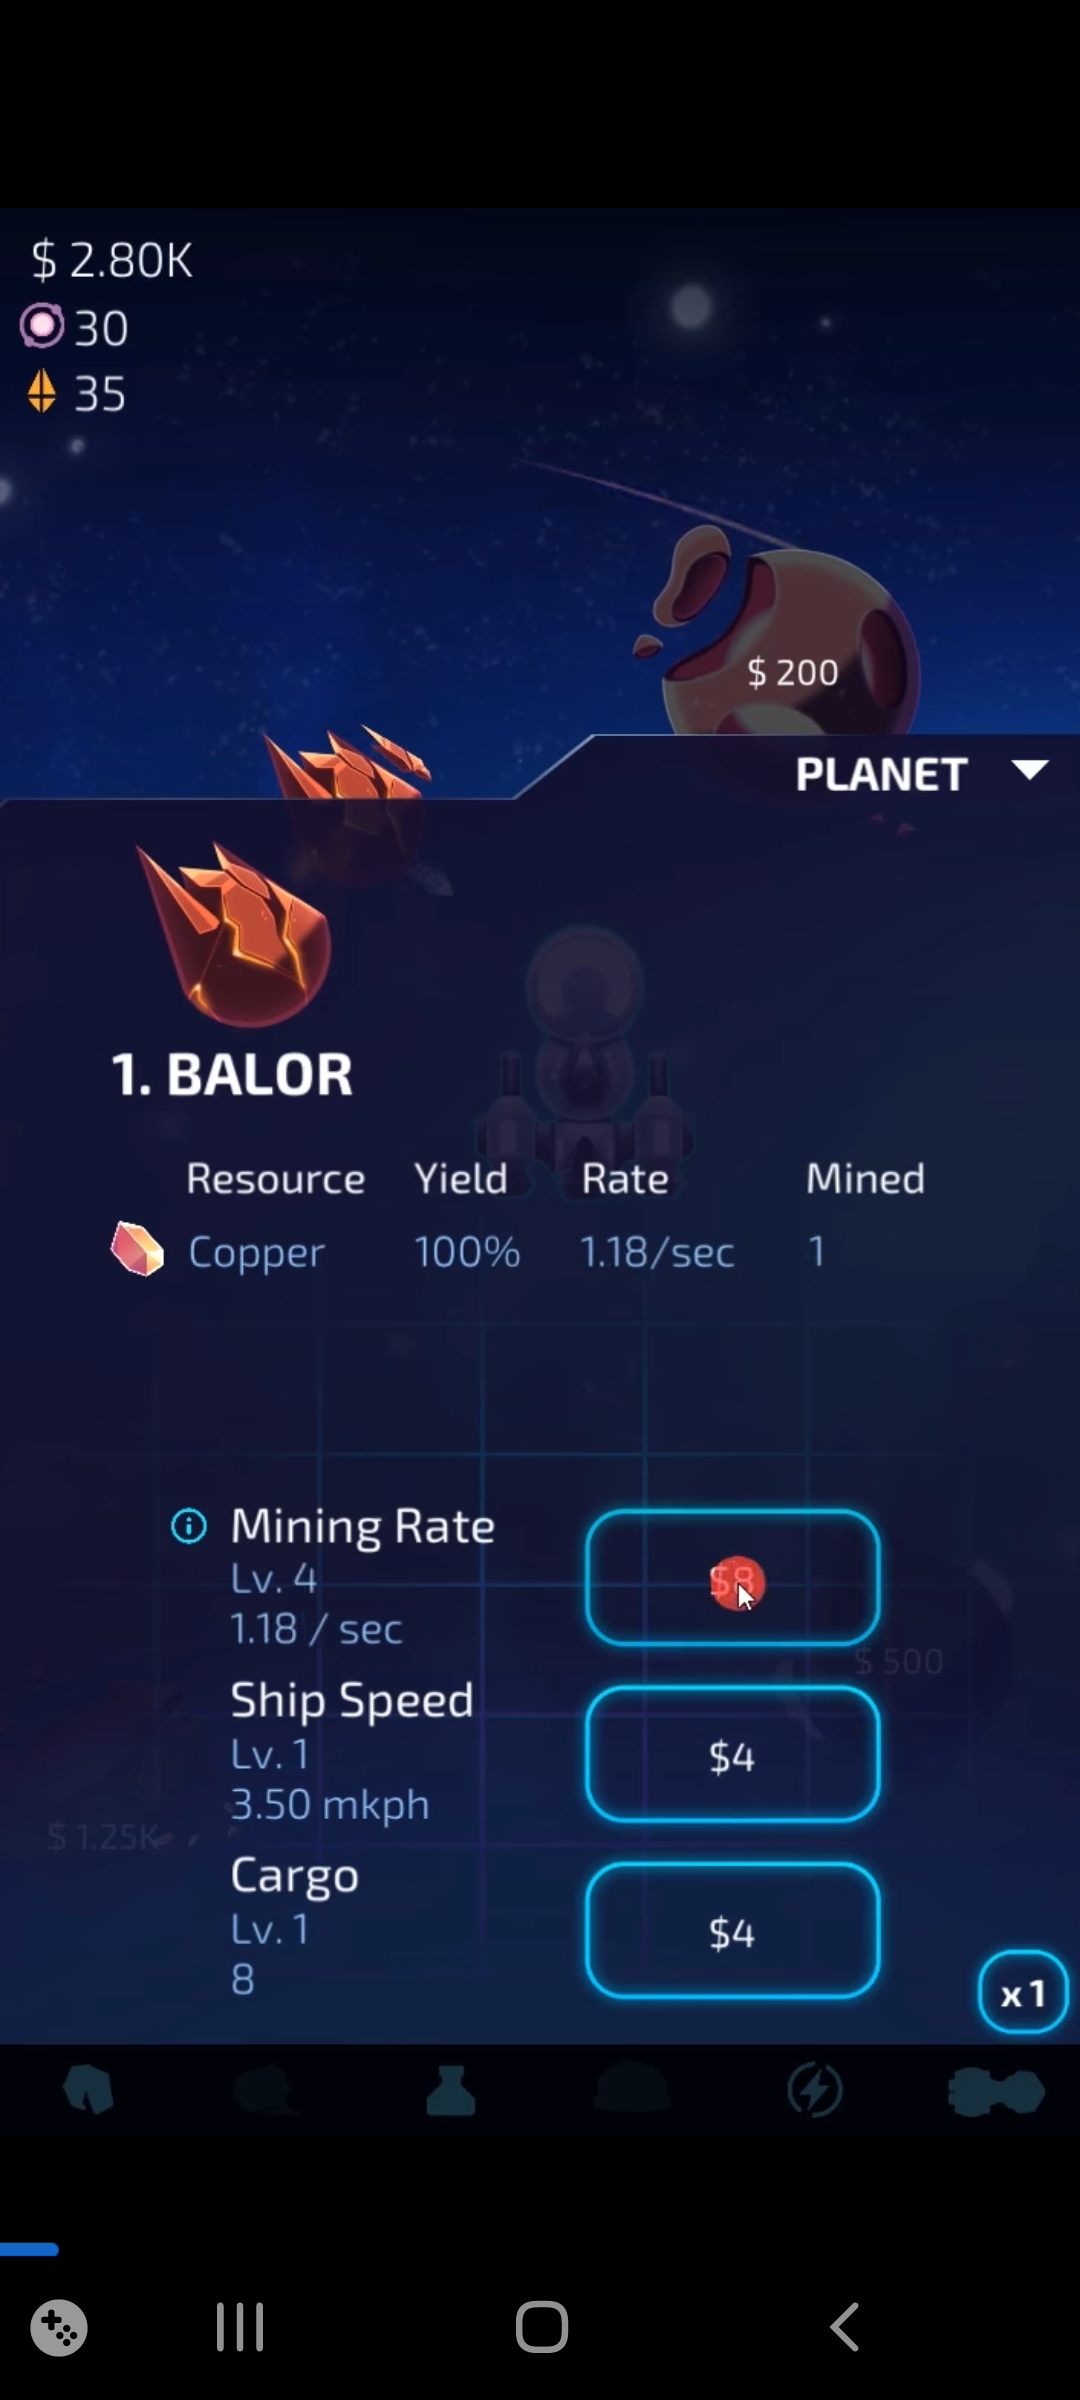 $ 2.80K
30
35
$ 200
PLANET
1. BALOR
Resource Yield Rate Mined
Copper 100% 1.18/sec 1
Mining Rate
Lv. 4
1.18 / sec
$8
$ 500
Ship Speed
Lv. 1
3.50 mkph
$4
$ 1.25K
Cargo
Lv. 1
8
$4
x 1